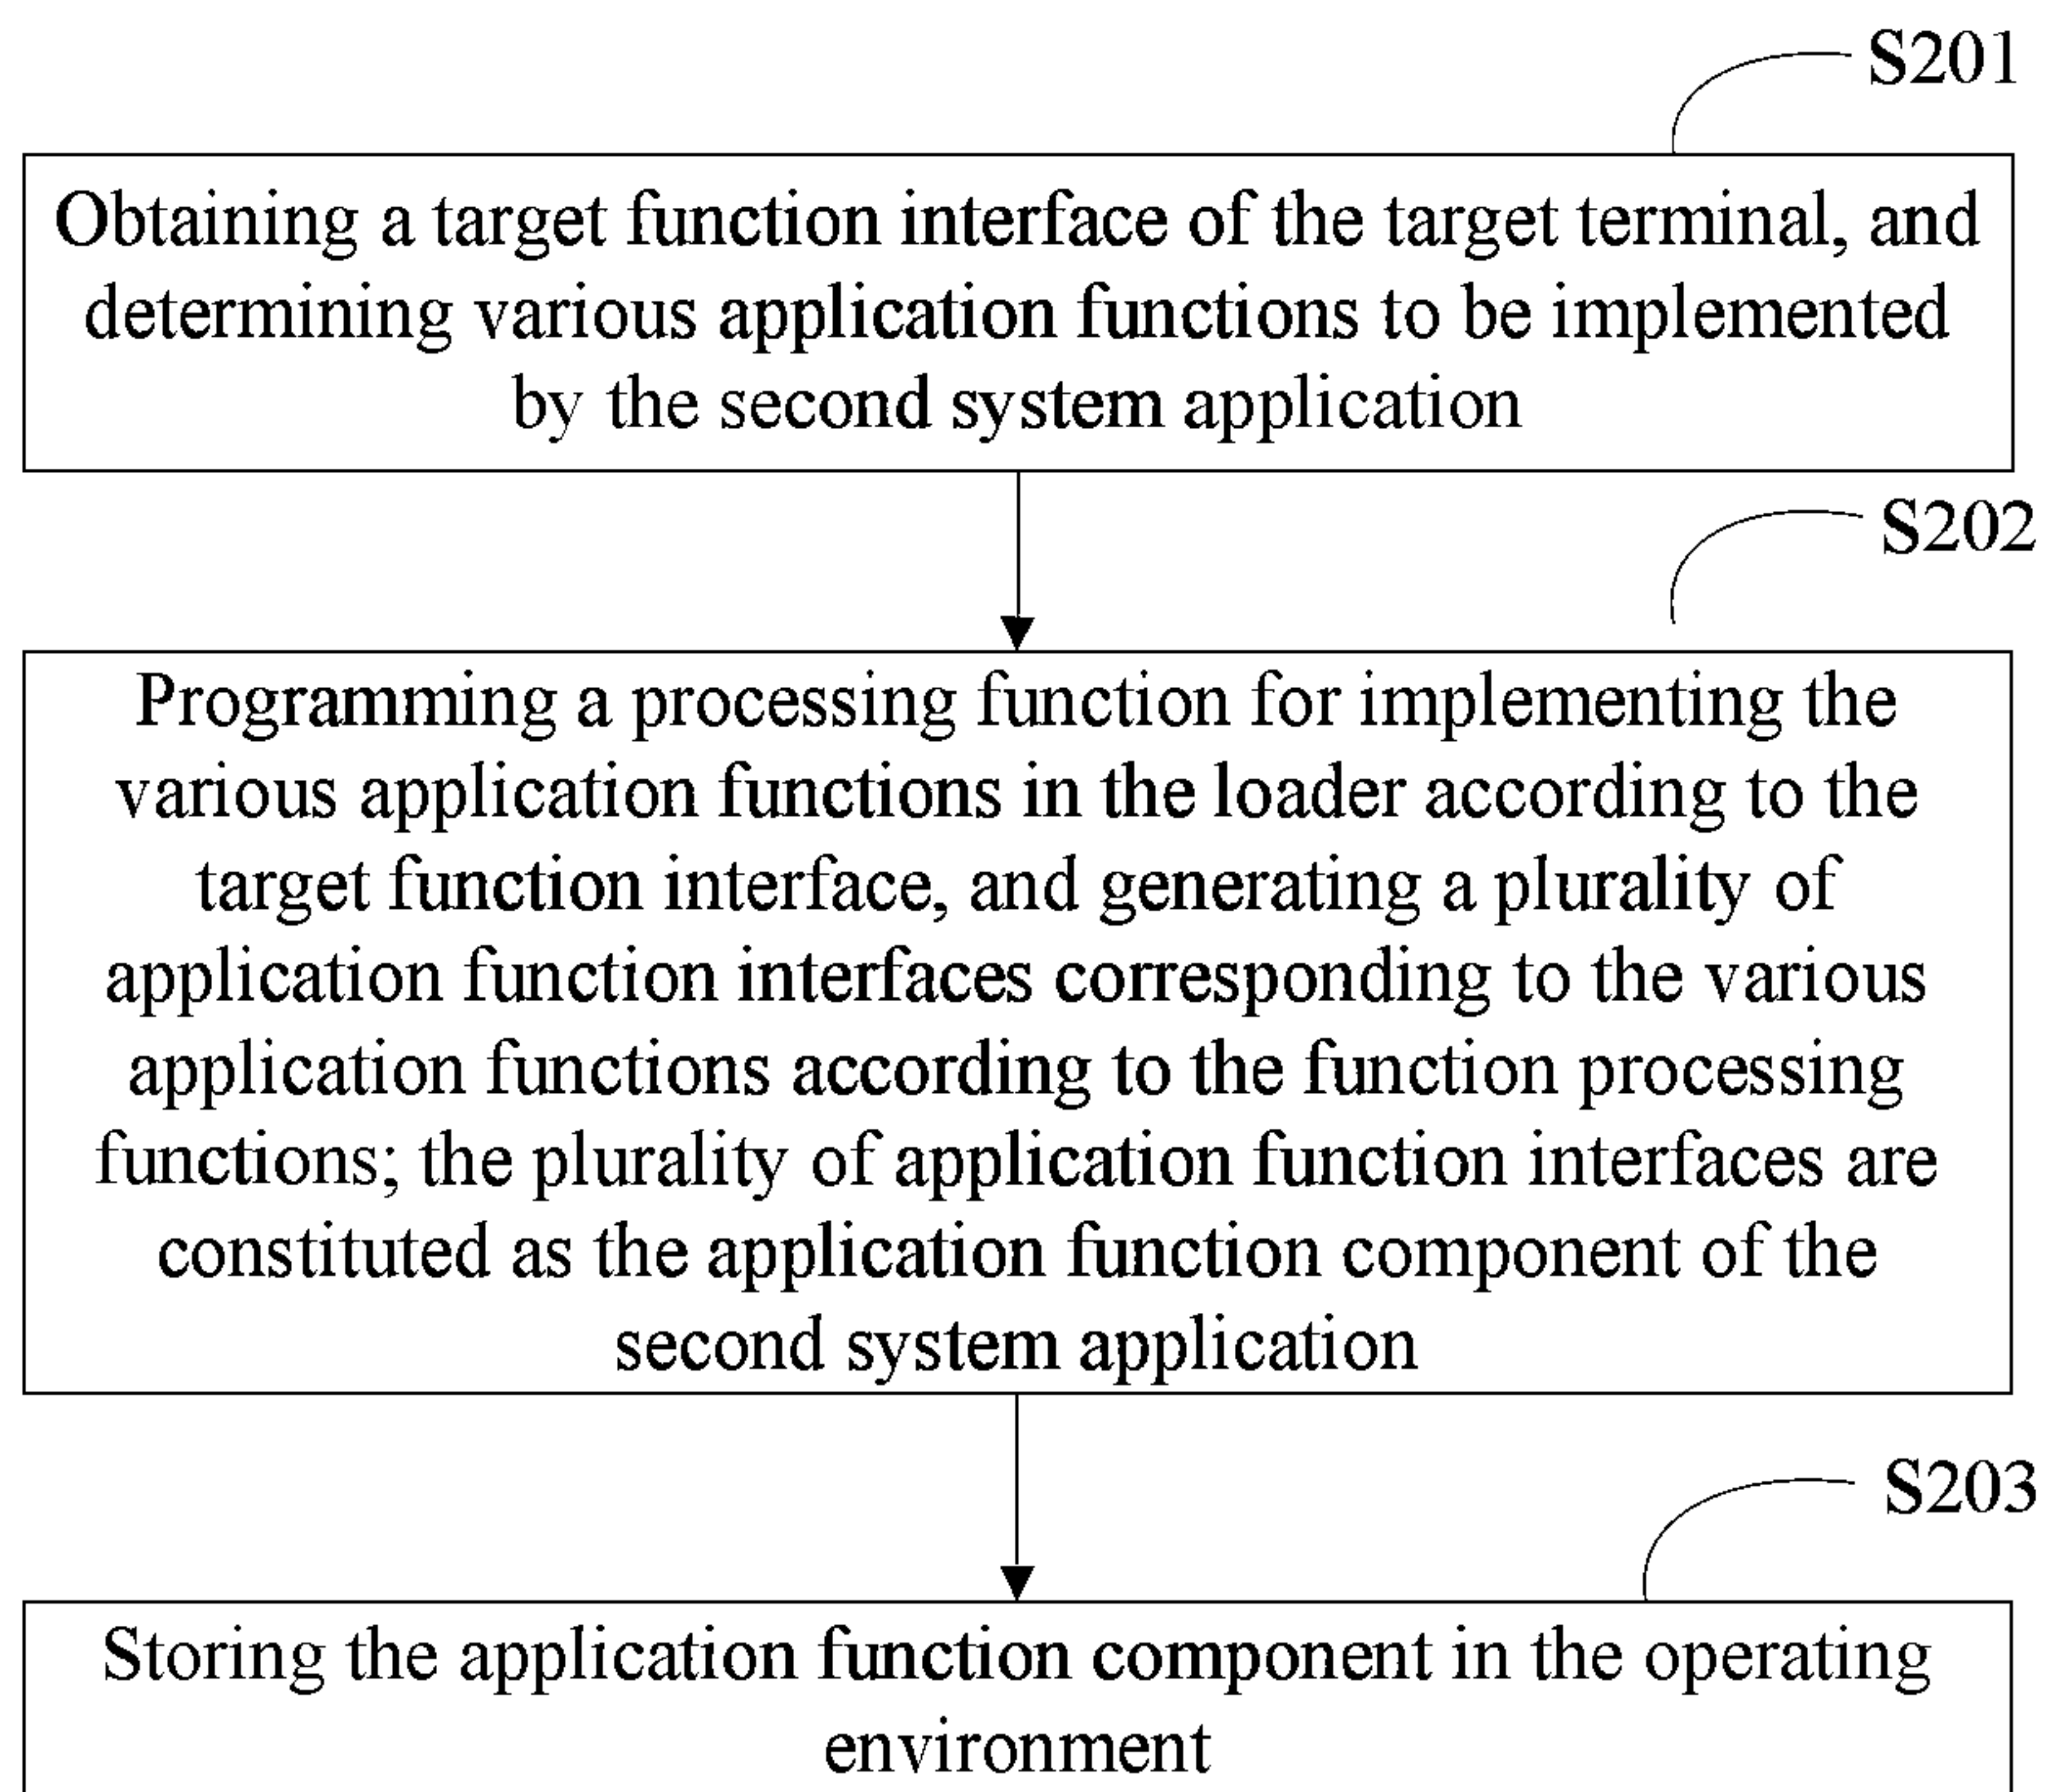 S201
Obtaining a target function interface of the target terminal, and
determining various application functions to be implemented
by the second system application
S202
Programming a processing function for implementing the
various application functions in the loader according to the
target function interface, and generating a plurality of
application function interfaces corresponding to the various
application functions according to the function processing
functions; the plurality of application function interfaces are
constituted as the application function component of the
second system application
S203
Storing the application function component in the operating
environment